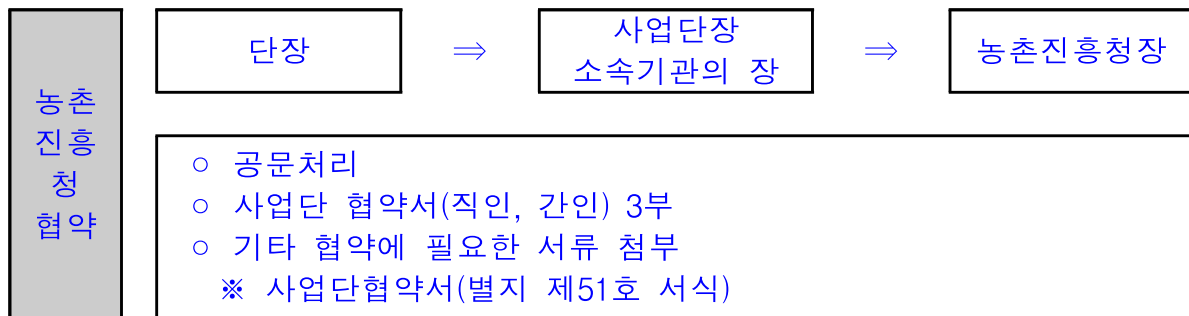 농촌
진흥
청
협약
단장 ⇒ 사업단장
소속기관의 장 ⇒ 농촌진흥청장
○ 공문처리
○ 사업단 협약서(직인, 간인) 3부
○ 기타 협약에 필요한 서류 첨부
※ 사업단협약서(별지 제51호 서식)